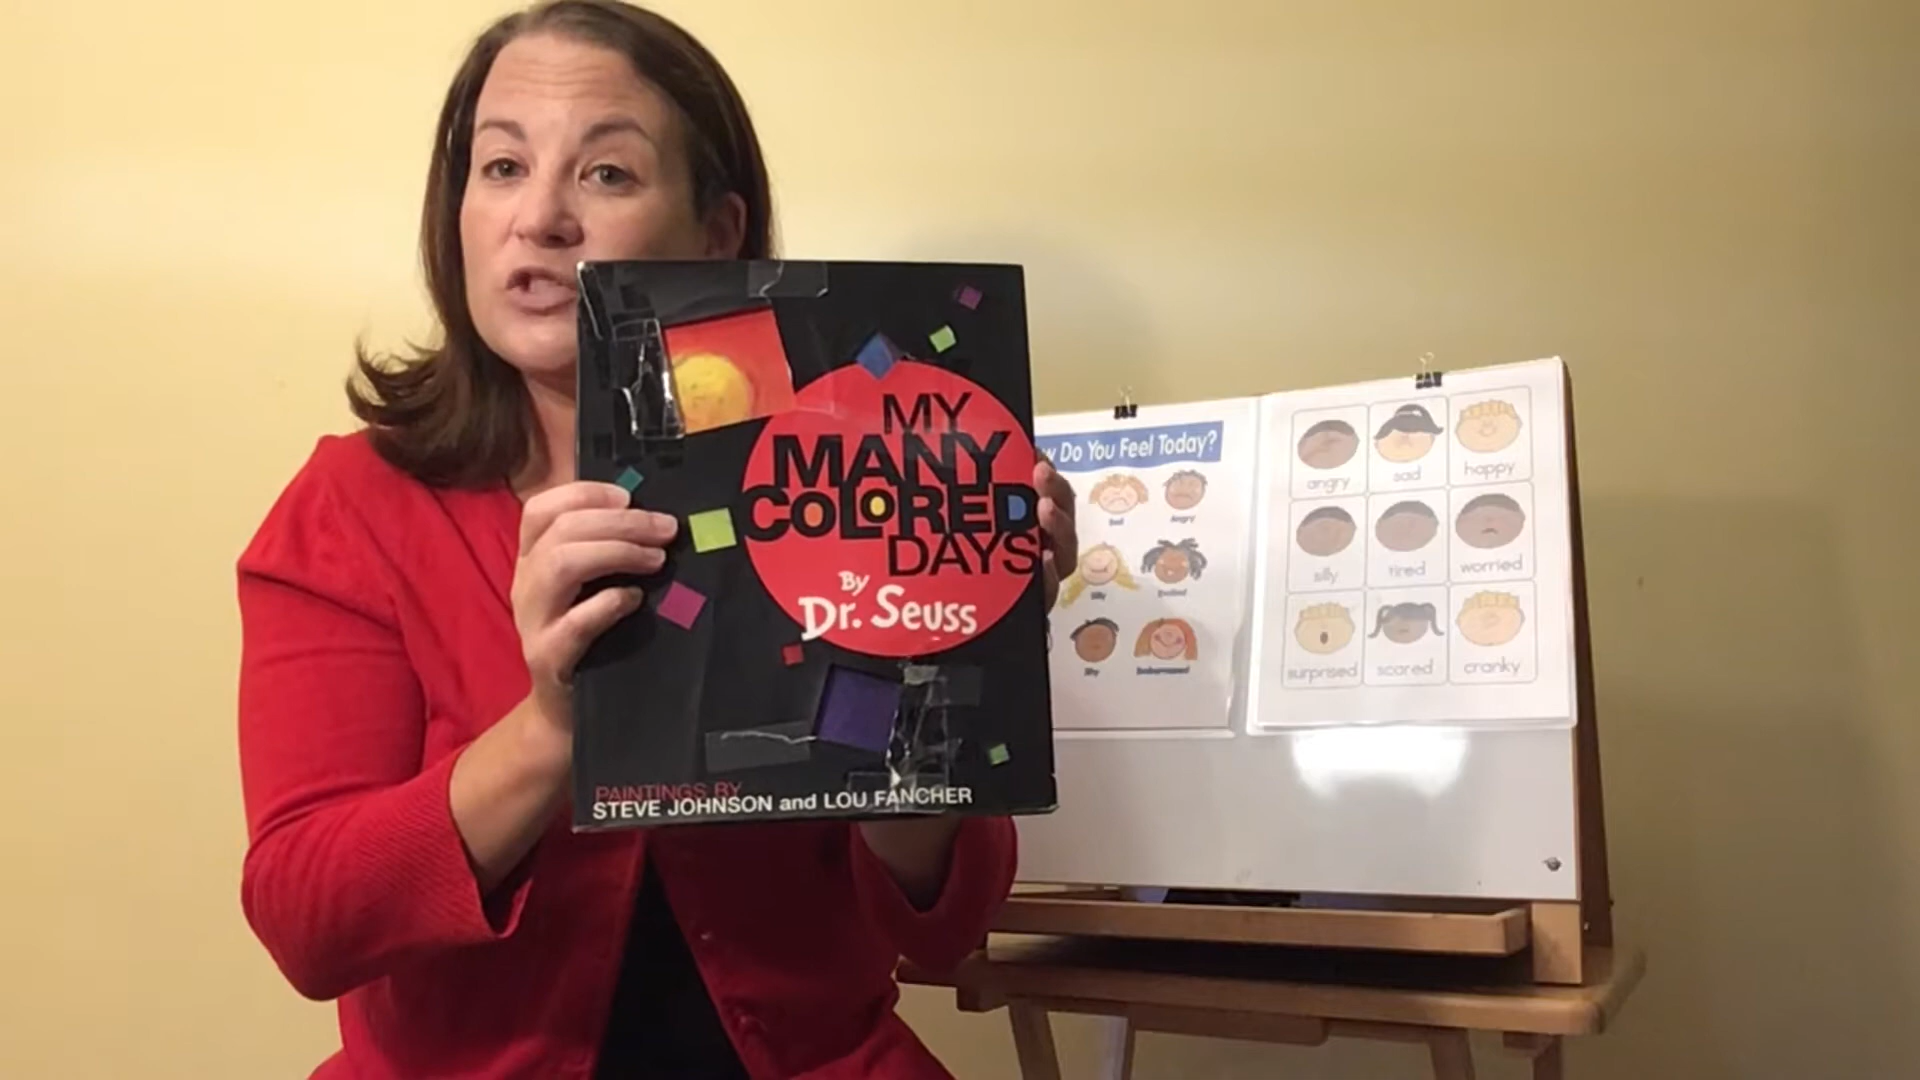 MY
MANY
COLORED
DAYS
By
Dr. Seuss
PAINTINGS BY
STEVE JOHNSON and LOU FANCHER
Do You Feel Today?
Sad Angry
Silly Excited
Shy Embarrassed
angry sad happy
silly tired worried
surprised scared cranky